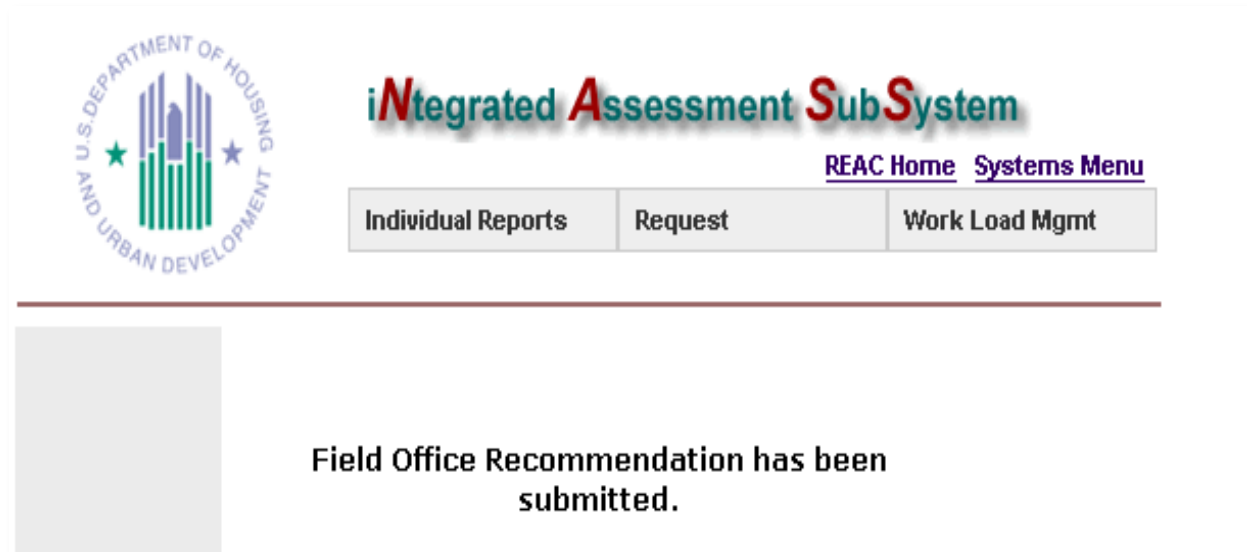 U.S.DEPARTMENT OF HOUSING
AND URBAN DEVELOPMENT
iNtegrated Assessment SubSystem
REAC Home Systems Menu
Individual Reports Request Work Load Mgmt
Field Office Recommendation has been
submitted.